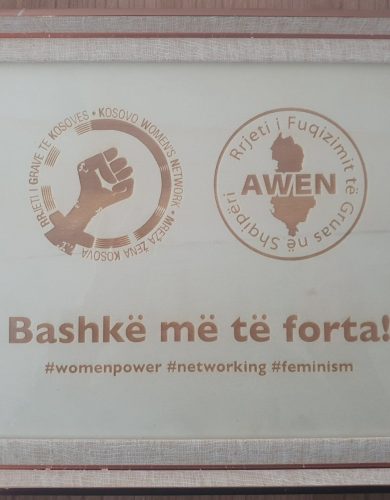 RRJETI I GRAVE TË KOSOVËS • KOSOVO WOMEN'S NETWORK • MREŽA ŽENA KOSOVA
Rrjeti i Fuqizimit të Gruas në Shqipëri
AWEN
Bashkë më të forta!
#womenpower #networking #feminism